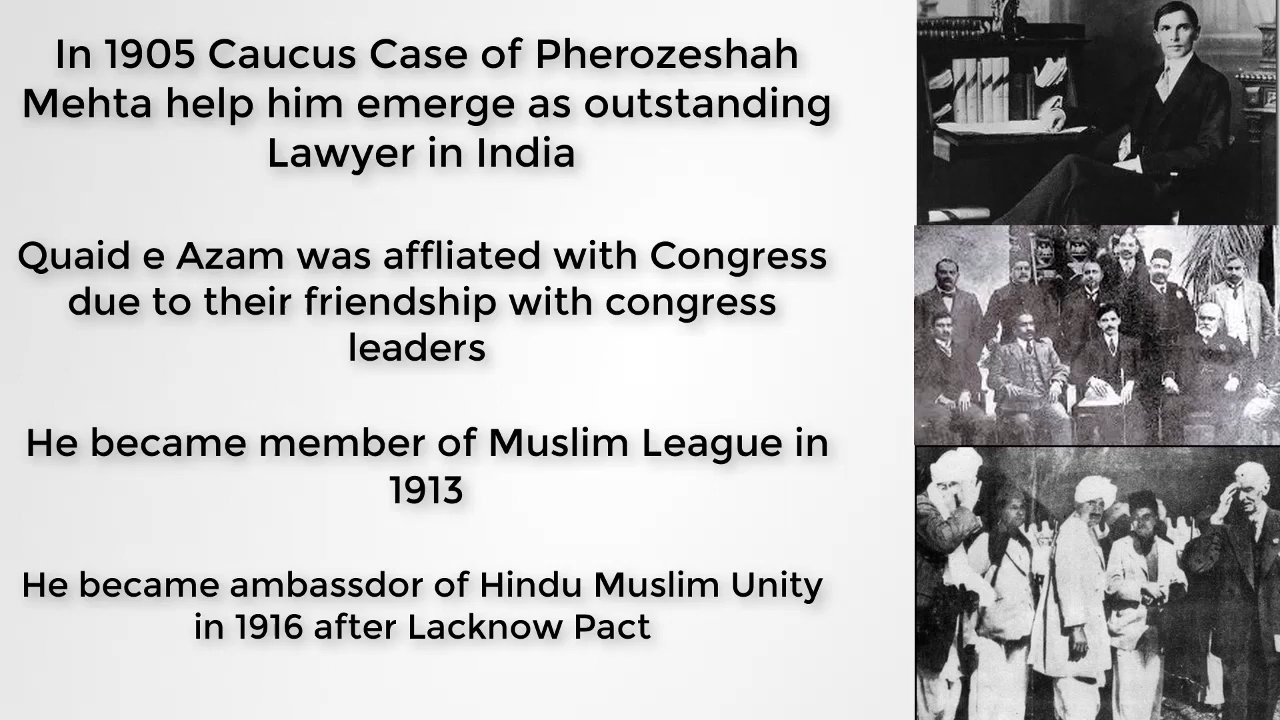 In 1905 Caucus Case of Pherozeshah
Mehta help him emerge as outstanding
Lawyer in India
Quaid e Azam was affliated with Congress
due to their friendship with congress
leaders
He became member of Muslim League in
1913
He became ambassdor of Hindu Muslim Unity
in 1916 after Lacknow Pact